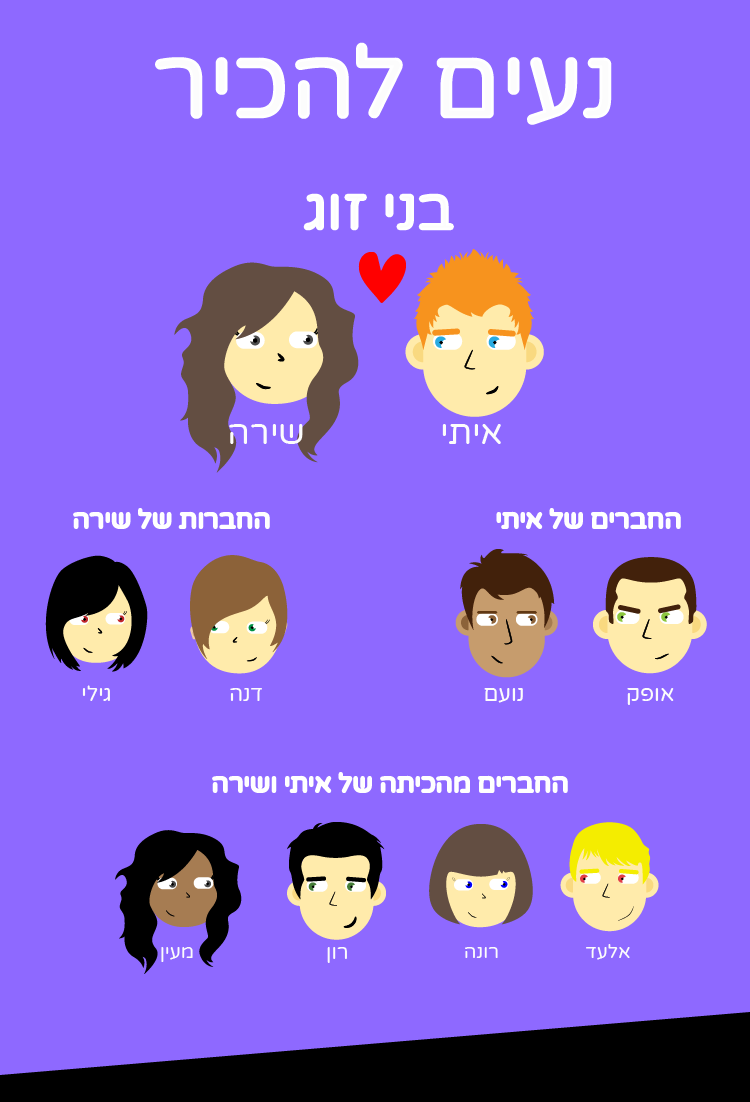 נעים להכיר
בני זוג
איתי
שירה
החברים של איתי
החברות של שירה
אופק
נועם
דנה
גילי
החברים מהכיתה של איתי ושירה
אלעד
רונה
רון
מעין